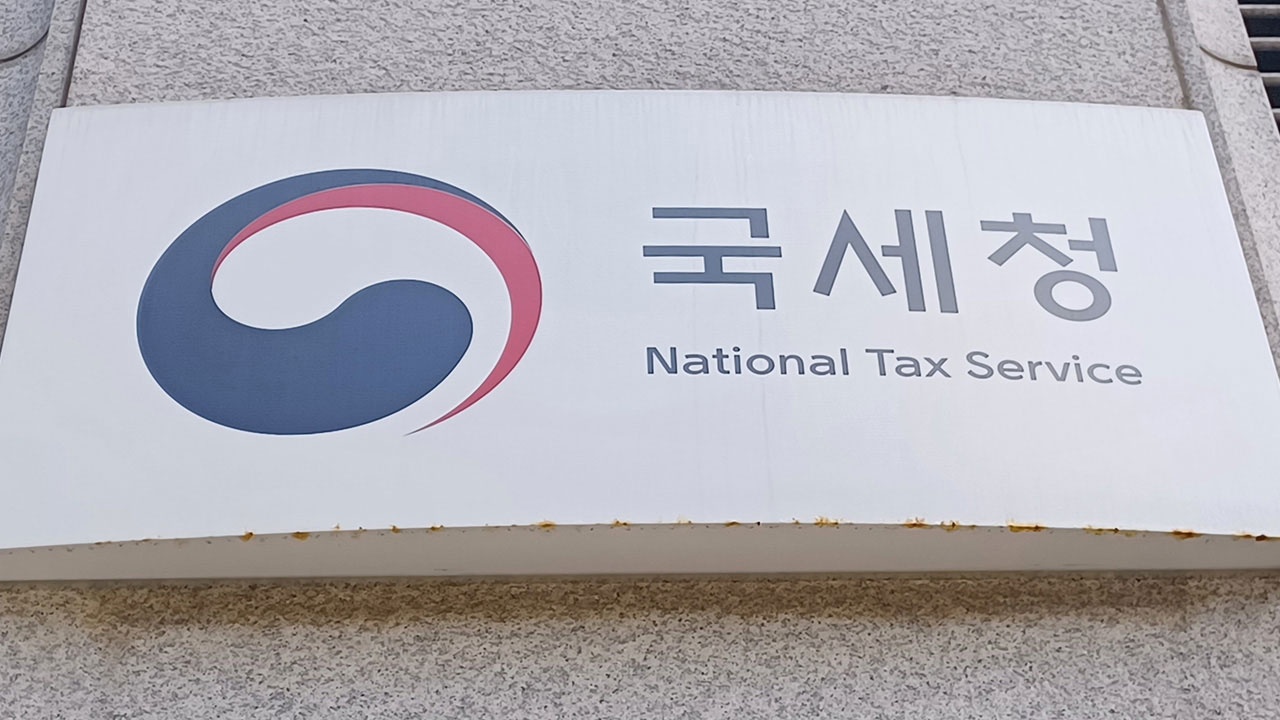 국세청
National Tax Service